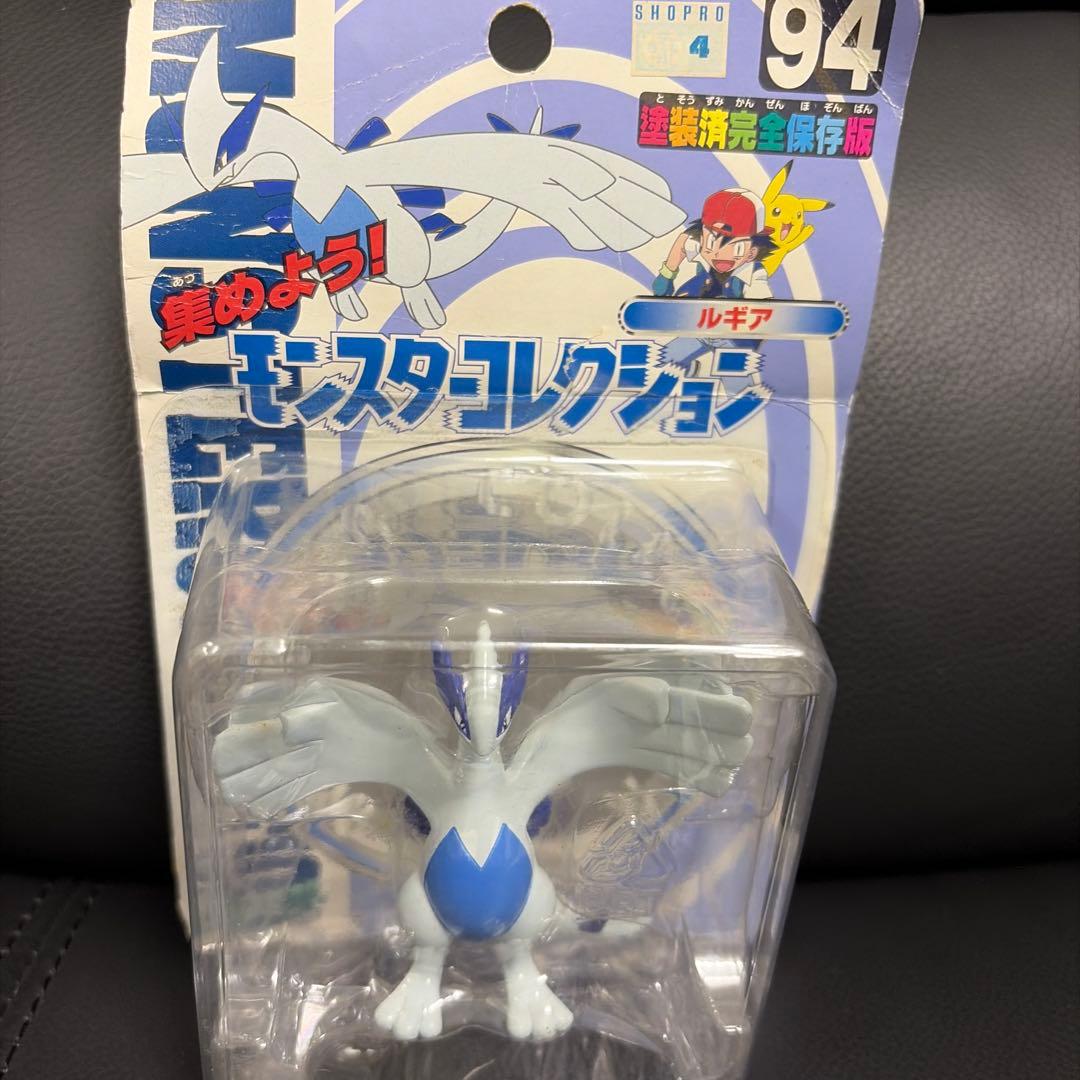 SHOPRO
4
94
と そう ずみ かん ぜん ほ ぞん ばん
塗装済完全保存版
あつ
集めよう!
ルギア
モンスターコレクション